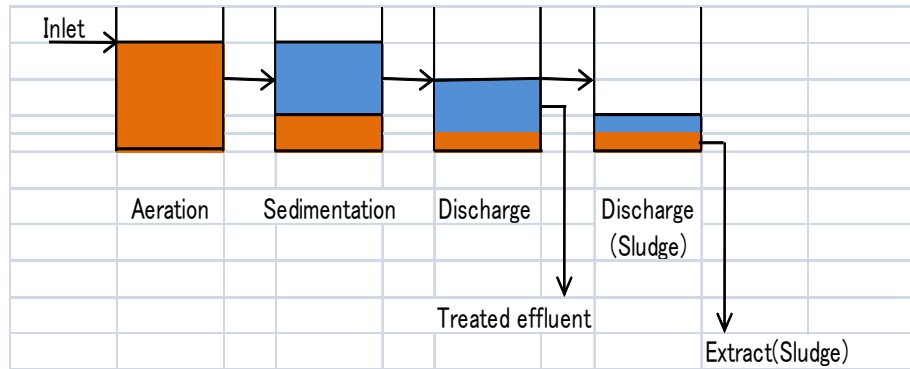 Inlet
Aeration
Sedimentation
Discharge
Discharge
(Sludge)
Treated effluent
Extract(Sludge)